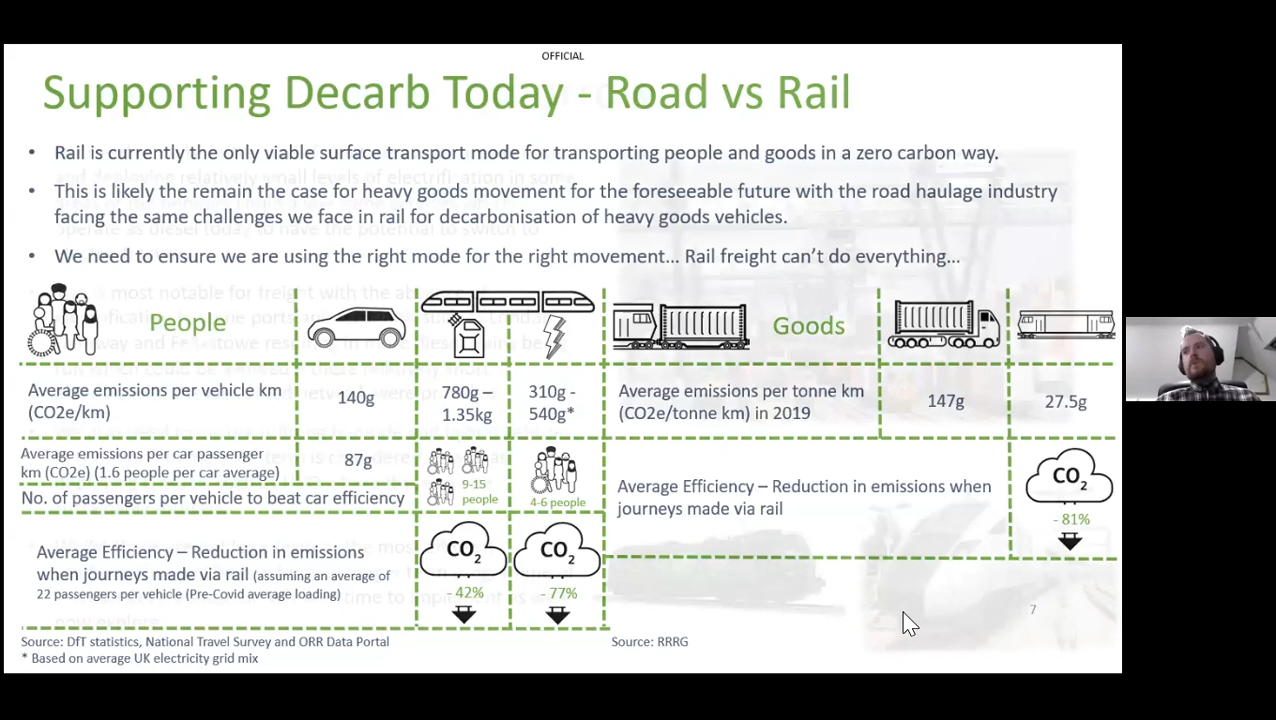 OFFICIAL
Supporting Decarb Today - Road vs Rail
• Rail is currently the only viable surface transport mode for transporting people and goods in a zero carbon way.
• This is likely the remain the case for heavy goods movement for the foreseeable future with the road haulage industry
facing the same challenges we face in rail for decarbonisation of heavy goods vehicles.
• We need to ensure we are using the right mode for the right movement... Rail freight can't do everything...
People
Average emissions per vehicle km
(CO2e/km)
140g
780g –
1.35kg
310g -
540g*
Average emissions per car passenger
km (CO2e) (1.6 people per car average)
87g
No. of passengers per vehicle to beat car efficiency
9-15
people
4-6 people
Average Efficiency – Reduction in emissions
when journeys made via rail (assuming an average of
22 passengers per vehicle (Pre-Covid average loading)
CO2
- 42%
CO2
- 77%
Source: DfT statistics, National Travel Survey and ORR Data Portal
* Based on average UK electricity grid mix
Goods
Average emissions per tonne km
(CO2e/tonne km) in 2019
147g
27.5g
Average Efficiency – Reduction in emissions when
journeys made via rail
CO2
- 81%
Source: RRRG
7